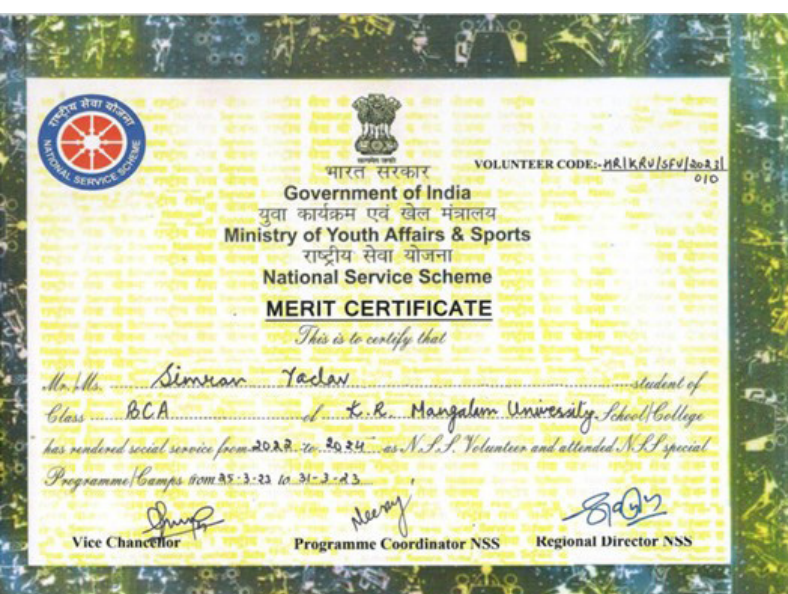 राष्ट्रीय सेवा योजना
NATIONAL SERVICE SCHEME
सत्यमेव जयते
VOLUNTEER CODE:-HR/KRU/SFU/2023/
010
भारत सरकार
Government of India
युवा कार्यक्रम एवं खेल मंत्रालय
Ministry of Youth Affairs & Sports
राष्ट्रीय सेवा योजना
National Service Scheme
MERIT CERTIFICATE
This is to certify that
Mr./Ms. Simran Yadav student of
Class BCA of K.R. Mangalam University School/College
has rendered social service from 2022 to 2024 as N.S.S. Volunteer and attended N.S.S special
Programme/Camps from 25-3-23 to 31-3-23
Neeraj
Vice Chancellor
Programme Coordinator NSS
Regional Director NSS